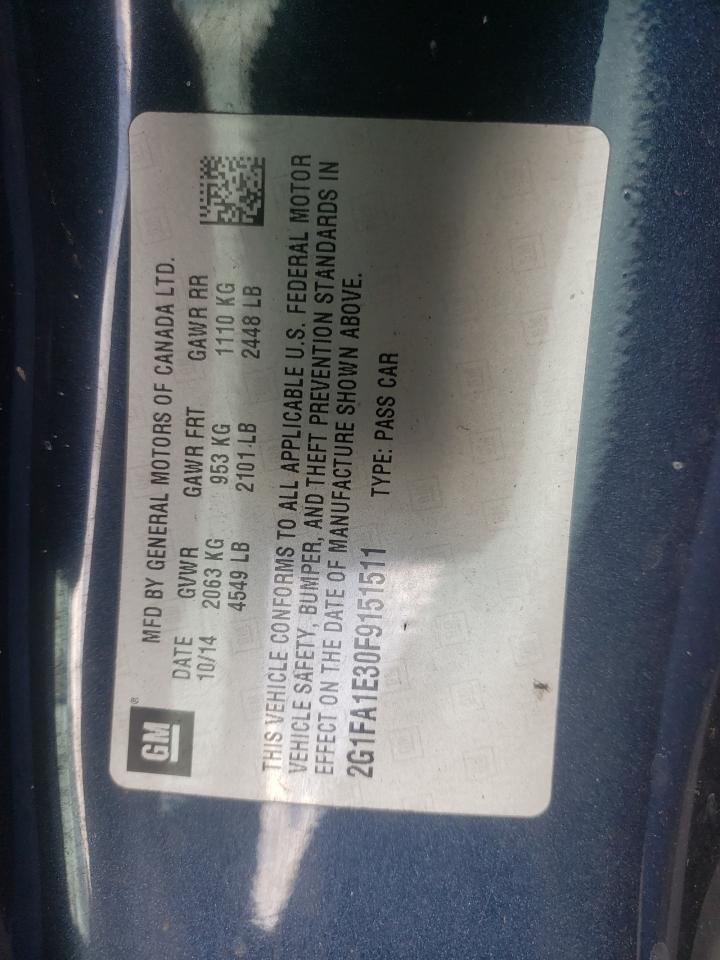 GM ®
MFD BY GENERAL MOTORS OF CANADA LTD.
DATE GVWR GAWR FRT GAWR RR
10/14 2063 KG 953 KG 1110 KG
4549 LB 2101 LB 2448 LB
THIS VEHICLE CONFORMS TO ALL APPLICABLE U.S. FEDERAL MOTOR
VEHICLE SAFETY, BUMPER, AND THEFT PREVENTION STANDARDS IN
EFFECT ON THE DATE OF MANUFACTURE SHOWN ABOVE.
2G1FA1E30F9151511 TYPE: PASS CAR